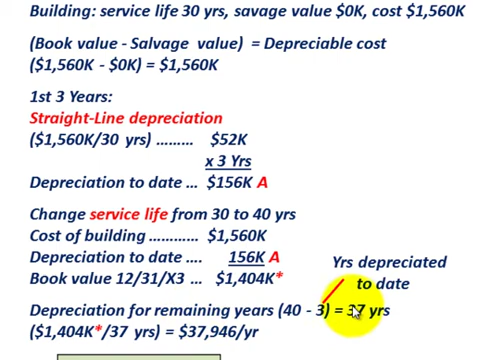 Building: service life 30 yrs, savage value $0K, cost $1,560K
(Book value - Salvage value) = Depreciable cost
($1,560K - $0K) = $1,560K
1st 3 Years:
Straight-Line depreciation
($1,560K/30 yrs) ……… $52K
x 3 Yrs
Depreciation to date … $156K A
Change service life from 30 to 40 yrs
Cost of building ………… $1,560K
Depreciation to date …. 156K A
Book value 12/31/X3 … $1,404K*
Yrs depreciated
to date
Depreciation for remaining years (40 - 3) = 37 yrs
($1,404K*/37 yrs) = $37,946/yr